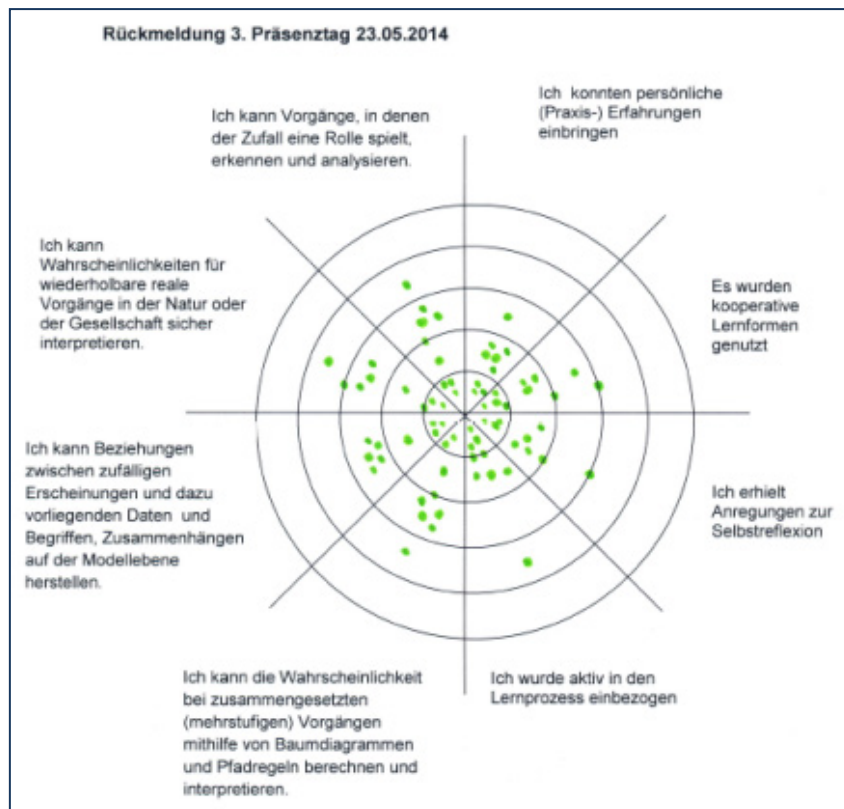 Rückmeldung 3. Präsenztag 23.05.2014
Ich kann Vorgänge, in denen
der Zufall eine Rolle spielt,
erkennen und analysieren.
Ich konnten persönliche
(Praxis-) Erfahrungen
einbringen
Ich kann
Wahrscheinlichkeiten für
wiederholbare reale
Vorgänge in der Natur oder
der Gesellschaft sicher
interpretieren.
Es wurden
kooperative
Lernformen
genutzt
Ich kann Beziehungen
zwischen zufälligen
Erscheinungen und dazu
vorliegenden Daten und
Begriffen, Zusammenhängen
auf der Modellebene
herstellen.
Ich erhielt
Anregungen zur
Selbstreflexion
Ich kann die Wahrscheinlichkeit
bei zusammengesetzten
(mehrstufigen) Vorgängen
mithilfe von Baumdiagrammen
und Pfadregeln berechnen und
interpretieren.
Ich wurde aktiv in den
Lernprozess einbezogen